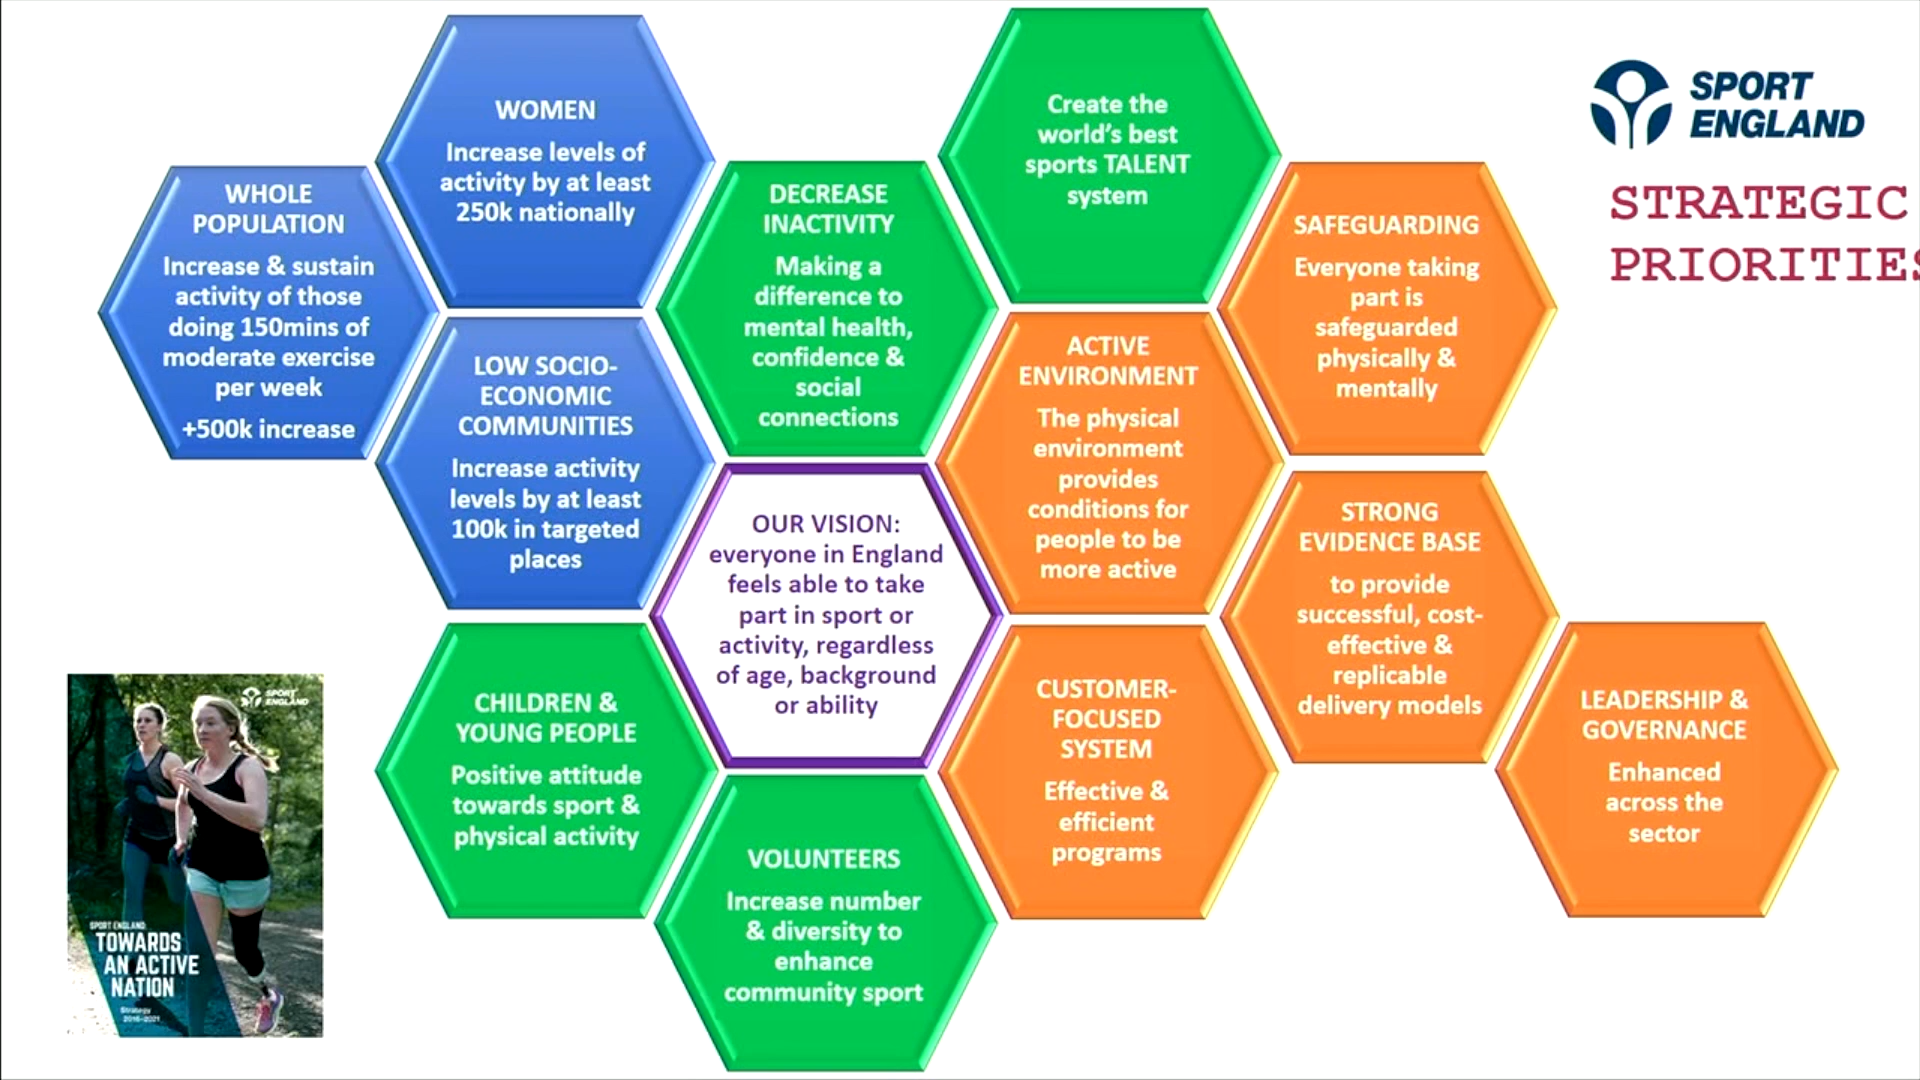 WOMEN
Increase levels of
activity by at least
250k nationally
Create the
world's best
sports TALENT
system
SPORT
ENGLAND
STRATEGIC
PRIORITIES
WHOLE
POPULATION
Increase & sustain
activity of those
doing 150mins of
moderate exercise
per week
+500k increase
DECREASE
INACTIVITY
Making a
difference to
mental health,
confidence &
social
connections
SAFEGUARDING
Everyone taking
part is
safeguarded
physically &
mentally
LOW SOCIO-
ECONOMIC
COMMUNITIES
Increase activity
levels by at least
100k in targeted
places
ACTIVE
ENVIRONMENT
The physical
environment
provides
conditions for
people to be
more active
OUR VISION:
everyone in England
feels able to take
part in sport or
activity, regardless
of age, background
or ability
STRONG
EVIDENCE BASE
to provide
successful, cost-
effective &
replicable
delivery models
CHILDREN &
YOUNG PEOPLE
Positive attitude
towards sport &
physical activity
CUSTOMER-
FOCUSED
SYSTEM
Effective &
efficient
programs
LEADERSHIP &
GOVERNANCE
Enhanced
across the
sector
VOLUNTEERS
Increase number
& diversity to
enhance
community sport
SPORT
ENGLAND
SPORT ENGLAND:
TOWARDS
AN ACTIVE
NATION
Strategy
2016-2021